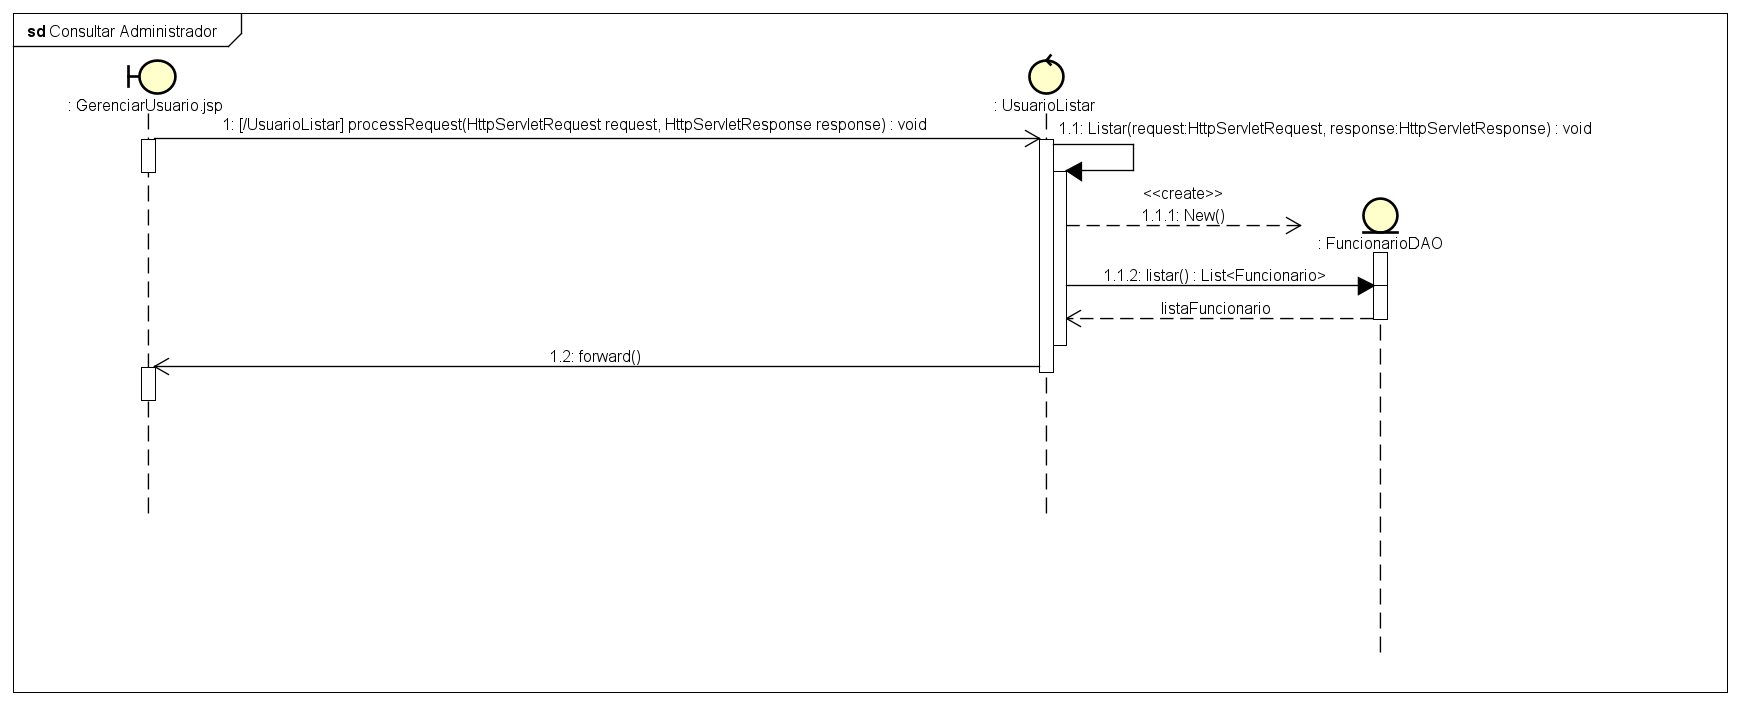 sd Consultar Administrador
: GerenciarUsuario.jsp
: UsuarioListar
1: [/UsuarioListar] processRequest(HttpServletRequest request, HttpServletResponse response) : void
1.1: Listar(request:HttpServletRequest, response:HttpServletResponse) : void
<<create>>
1.1.1: New()
: FuncionarioDAO
1.1.2: listar() : List<Funcionario>
listaFuncionario
1.2: forward()